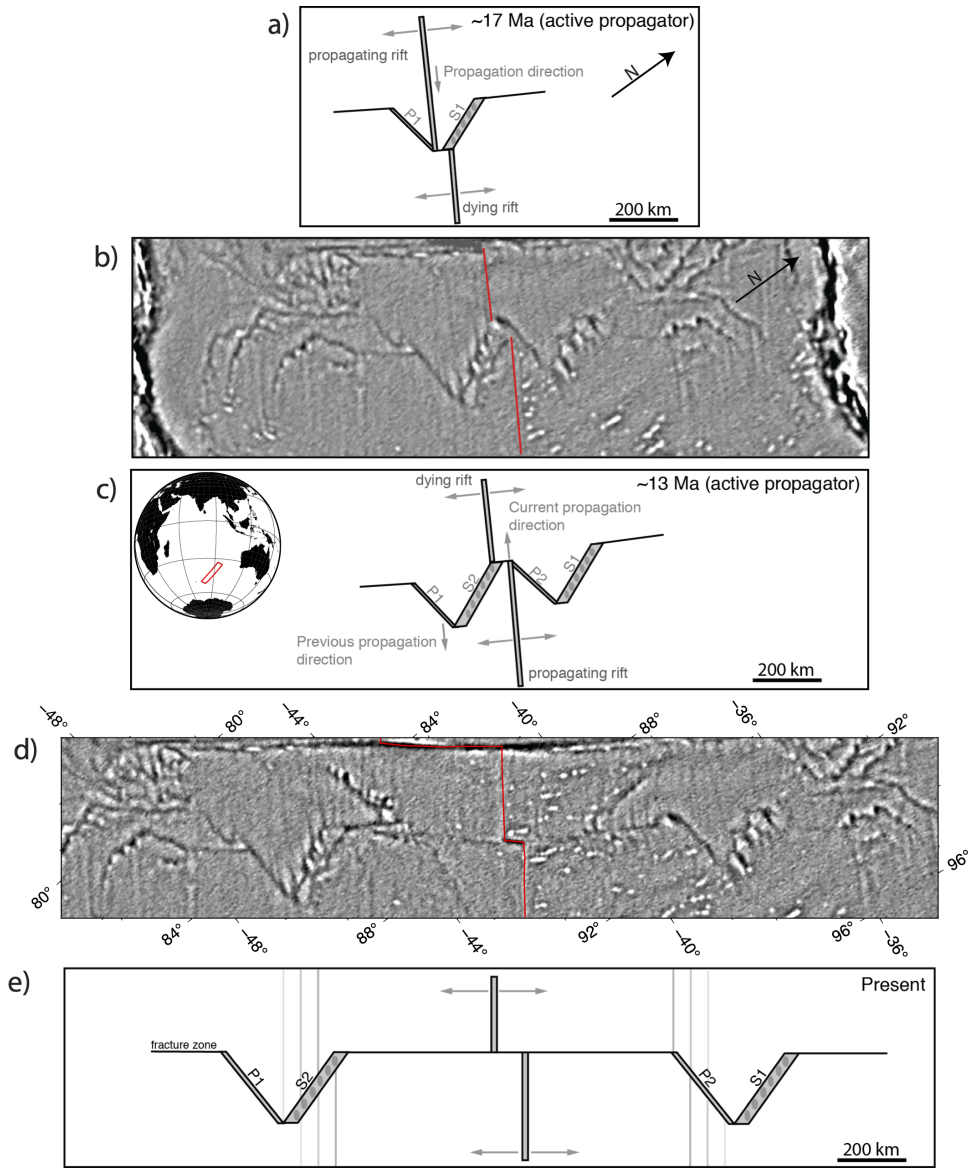 a)
~17 Ma (active propagator)
propagating rift
Propagation direction
N
P1
S1
dying rift
200 km
b)
N
c)
dying rift
~13 Ma (active propagator)
Current propagation
direction
P1
S2
P2
S1
Previous propagation
direction
propagating rift
200 km
d)
−48°
80°
−44°
84°
−40°
88°
−36°
92°
80°
96°
84°
−48°
88°
−44°
92°
−40°
96°
−36°
e)
Present
fracture zone
P1
S2
P2
S1
200 km